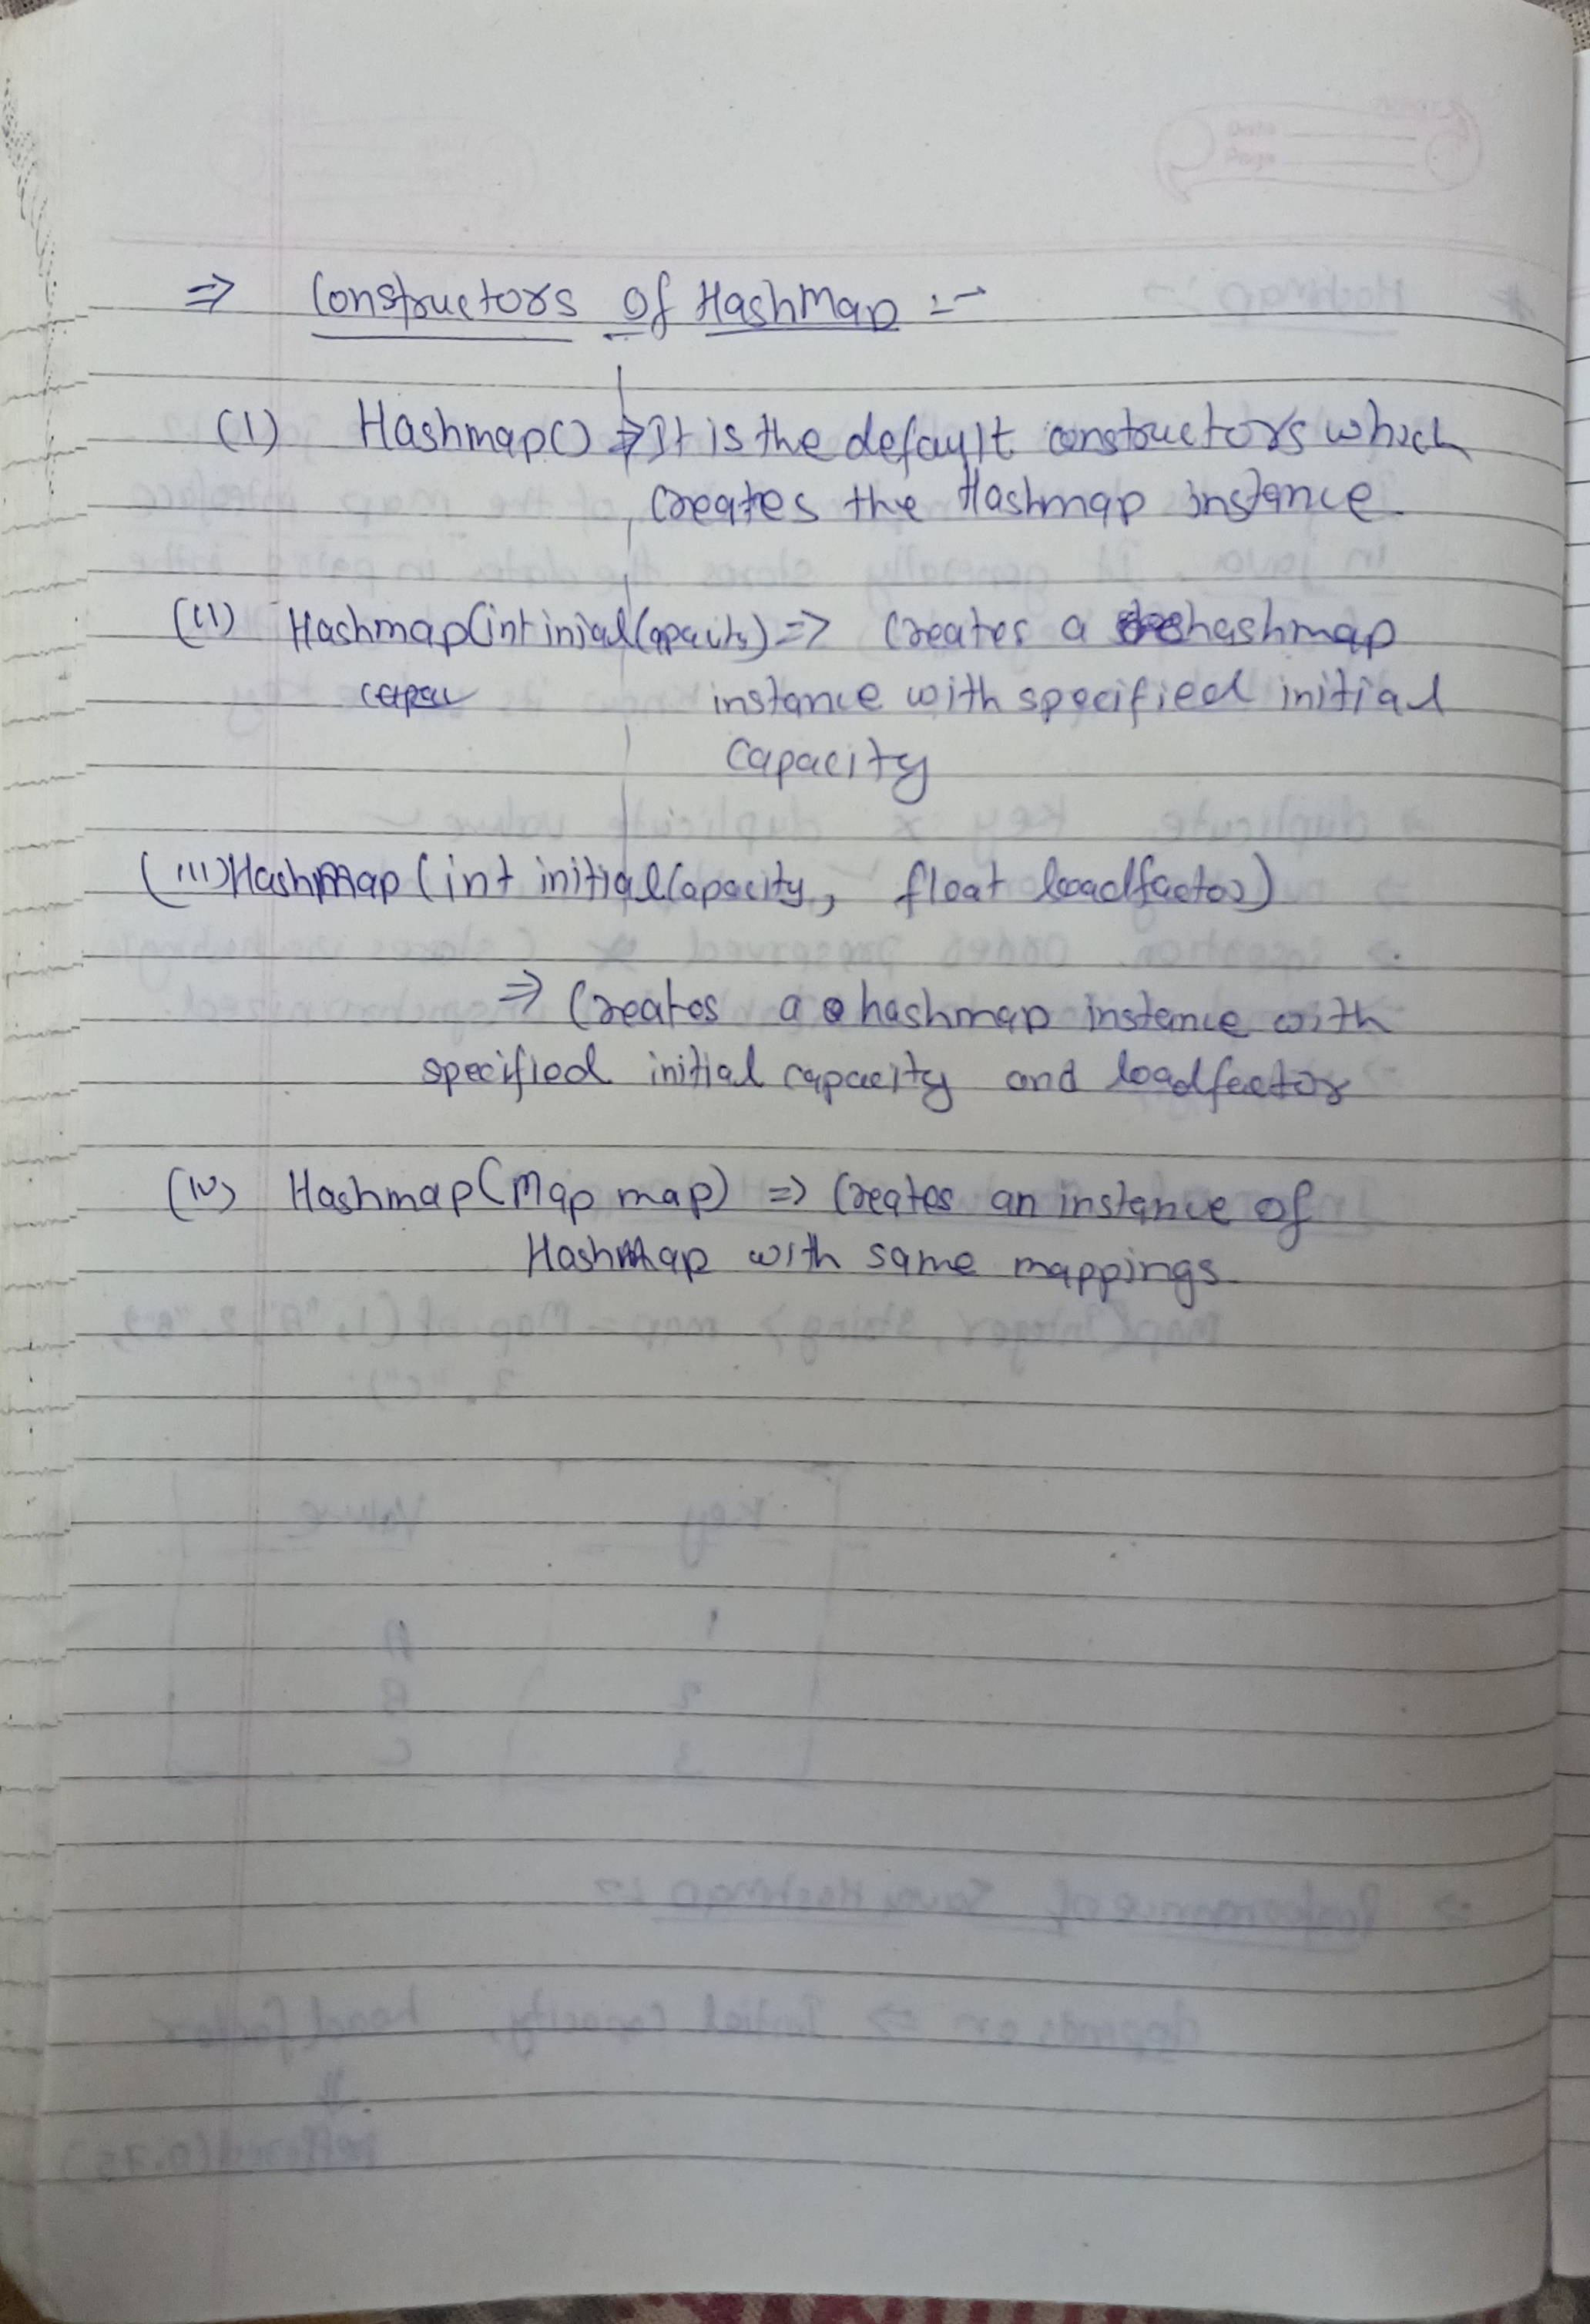 ⇒ Constructors of HashMap :-
(I) Hashmap() ⇒ It is the default constructors which
creates the Hashmap instance
(II) Hashmap(int inialCapacity) ⇒ Creates a hashmap
instance with specified initial
capacity
(III) HashMap (int initialCapacity, float loadfactor)
⇒ Creates a hashmap instance with
specified initial capacity and loadfactor
(IV) Hashmap(Map map) ⇒ Creates an instance of
HashMap with same mappings